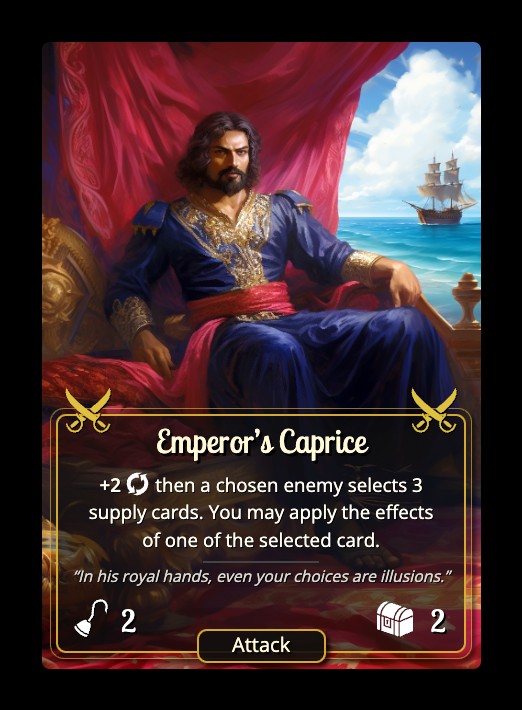 Emperor's Caprice
+2 then a chosen enemy selects 3
supply cards. You may apply the effects
of one of the selected card.
“In his royal hands, even your choices are illusions.”
2 2
Attack